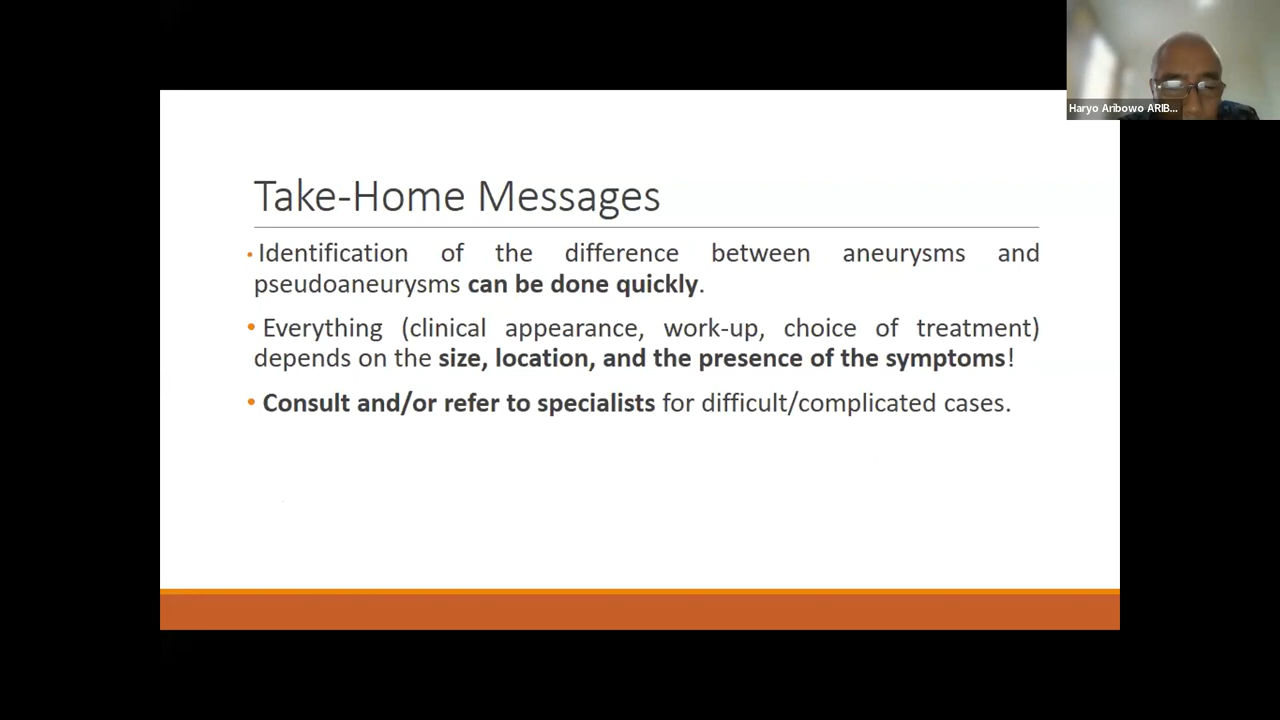 Haryo Aribowo ARIB...
Take-Home Messages
• Identification of the difference between aneurysms and
pseudoaneurysms can be done quickly.
• Everything (clinical appearance, work-up, choice of treatment)
depends on the size, location, and the presence of the symptoms!
• Consult and/or refer to specialists for difficult/complicated cases.